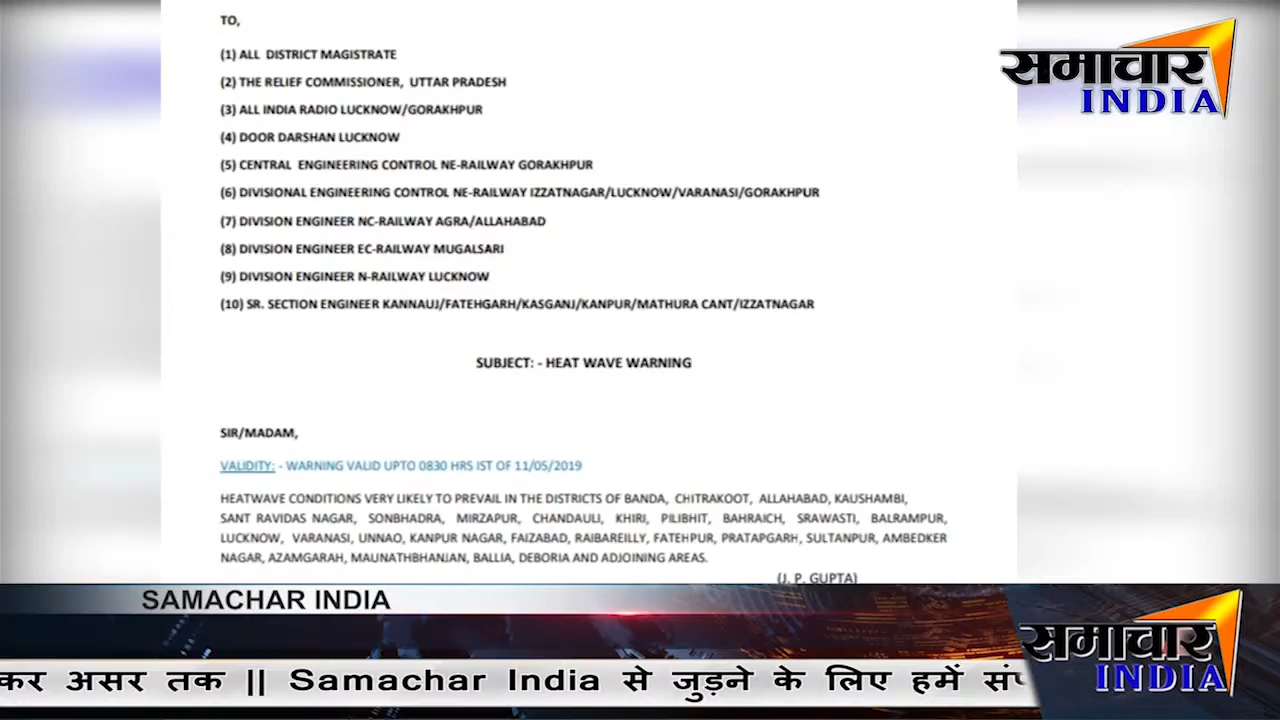 TO,
(1) ALL DISTRICT MAGISTRATE
(2) THE RELIEF COMMISSIONER, UTTAR PRADESH
(3) ALL INDIA RADIO LUCKNOW/GORAKHPUR
(4) DOOR DARSHAN LUCKNOW
(5) CENTRAL ENGINEERING CONTROL NE-RAILWAY GORAKHPUR
(6) DIVISIONAL ENGINEERING CONTROL NE-RAILWAY IZZATNAGAR/LUCKNOW/VARANASI/GORAKHPUR
(7) DIVISION ENGINEER NC-RAILWAY AGRA/ALLAHABAD
(8) DIVISION ENGINEER EC-RAILWAY MUGALSARI
(9) DIVISION ENGINEER N-RAILWAY LUCKNOW
(10) SR. SECTION ENGINEER KANNAUJ/FATEHGARH/KASGANJ/KANPUR/MATHURA CANT/IZZATNAGAR
SUBJECT: - HEAT WAVE WARNING
SIR/MADAM,
VALIDITY: - WARNING VALID UPTO 0830 HRS IST OF 11/05/2019
HEATWAVE CONDITIONS VERY LIKELY TO PREVAIL IN THE DISTRICTS OF BANDA, CHITRAKOOT, ALLAHABAD, KAUSHAMBI,
SANT RAVIDAS NAGAR, SONBHADRA, MIRZAPUR, CHANDAULI, KHIRI, PILIBHIT, BAHRAICH, SRAWASTI, BALRAMPUR,
LUCKNOW, VARANASI, UNNAO, KANPUR NAGAR, FAIZABAD, RAIBAREILLY, FATEHPUR, PRATAPGARH, SULTANPUR, AMBEDKER
NAGAR, AZAMGARAH, MAUNATHBHANJAN, BALLIA, DEBORIA AND ADJOINING AREAS.
(J. P. GUPTA)
समाचार
INDIA
SAMACHAR INDIA
कर असर तक || Samachar India से जुड़ने के लिए हमें
समाचार
INDIA